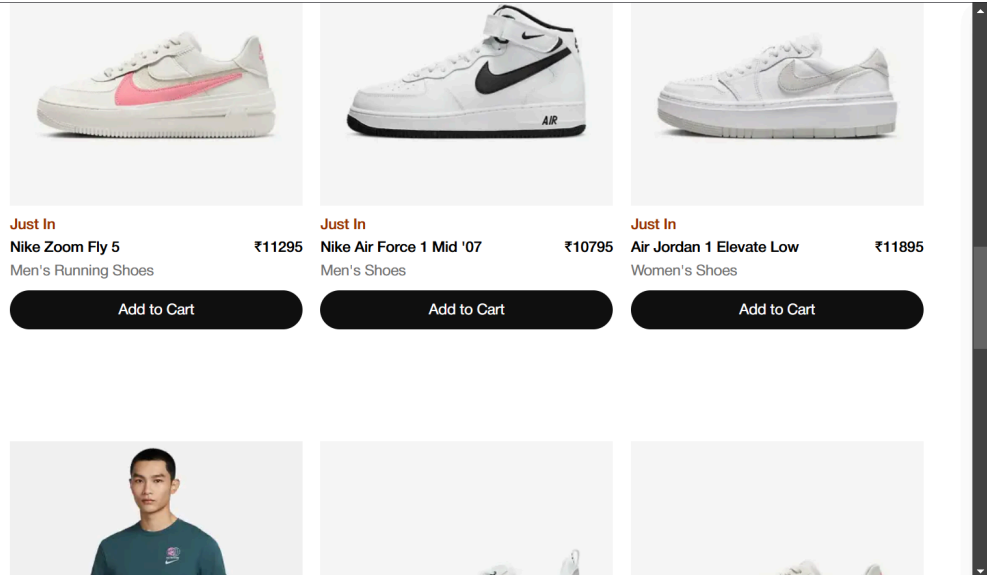 AIR
Just In
Nike Zoom Fly 5 ₹11295
Men's Running Shoes
Add to Cart
Just In
Nike Air Force 1 Mid '07 ₹10795
Men's Shoes
Add to Cart
Just In
Air Jordan 1 Elevate Low ₹11895
Women's Shoes
Add to Cart